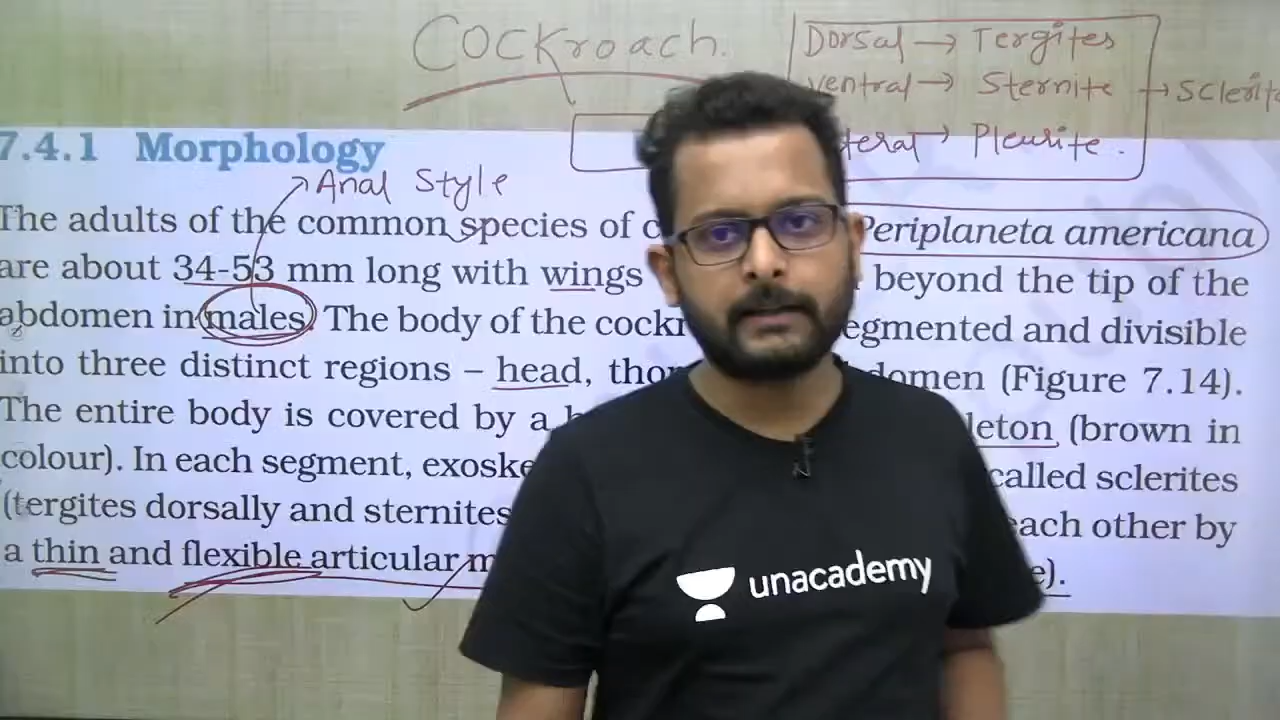 Cockroach.
Dorsal → Tergites
Ventral → Sternite → Sclerite
teral → Pleurite.
7.4.1 Morphology
→ Anal Style
The adults of the common species of c Periplaneta americana
are about 34-53 mm long with wings beyond the tip of the
abdomen in males. The body of the cockr egmented and divisible
into three distinct regions – head, thor domen (Figure 7.14).
The entire body is covered by a h leton (brown in
colour). In each segment, exoske called sclerites
(tergites dorsally and sternites each other by
a thin and flexible articular m e).
unacademy